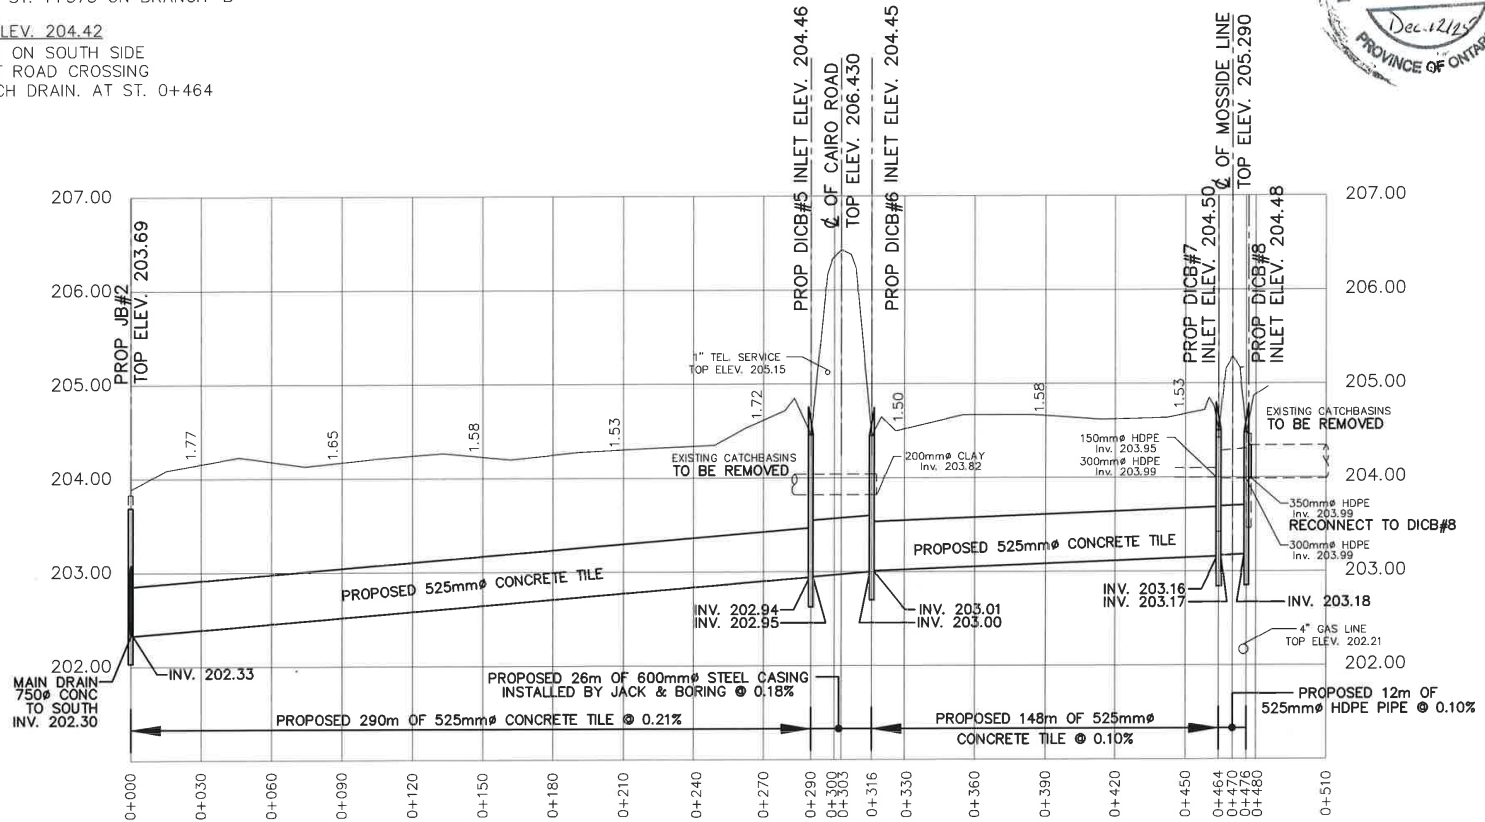 LEV. 204.42
ON SOUTH SIDE
ROAD CROSSING
CH DRAIN. AT ST. 0+464
Dec.12/25
PROVINCE OF ONTAR
PROP JB#2
TOP ELEV. 203.69
PROP DICB#5 INLET ELEV. 204.46
℄ OF CAIRO ROAD
TOP ELEV. 206.430
PROP DICB#6 INLET ELEV. 204.45
PROP DICB#7
INLET ELEV. 204.50
℄ OF MOSSIDE LINE
TOP ELEV. 205.290
PROP DICB#8
INLET ELEV. 204.48
207.00
206.00
205.00
204.00
203.00
202.00
207.00
206.00
205.00
204.00
203.00
202.00
1.77
1.65
1.58
1.53
1.72
1.50
1.58
1.53
1" TEL. SERVICE
TOP ELEV. 205.15
EXISTING CATCHBASINS
TO BE REMOVED
200mmø CLAY
Inv. 203.82
150mmø HDPE
Inv. 203.95
300mmø HDPE
Inv. 203.99
EXISTING CATCHBASINS
TO BE REMOVED
350mmø HDPE
Inv. 203.99
RECONNECT TO DICB#8
300mmø HDPE
Inv. 203.99
PROPOSED 525mmø CONCRETE TILE
PROPOSED 525mmø CONCRETE TILE
INV. 202.94
INV. 202.95
INV. 203.01
INV. 203.00
INV. 203.16
INV. 203.17
INV. 203.18
4" GAS LINE
TOP ELEV. 202.21
INV. 202.33
MAIN DRAIN
750ø CONC
TO SOUTH
INV. 202.30
PROPOSED 26m OF 600mmø STEEL CASING
INSTALLED BY JACK & BORING @ 0.18%
PROPOSED 290m OF 525mmø CONCRETE TILE @ 0.21%
PROPOSED 148m OF 525mmø
CONCRETE TILE @ 0.10%
PROPOSED 12m OF
525mmø HDPE PIPE @ 0.10%
0+000
0+030
0+060
0+090
0+120
0+150
0+180
0+210
0+240
0+270
0+290
0+300
0+303
0+316
0+330
0+360
0+390
0+420
0+450
0+464
0+470
0+476
0+480
0+510